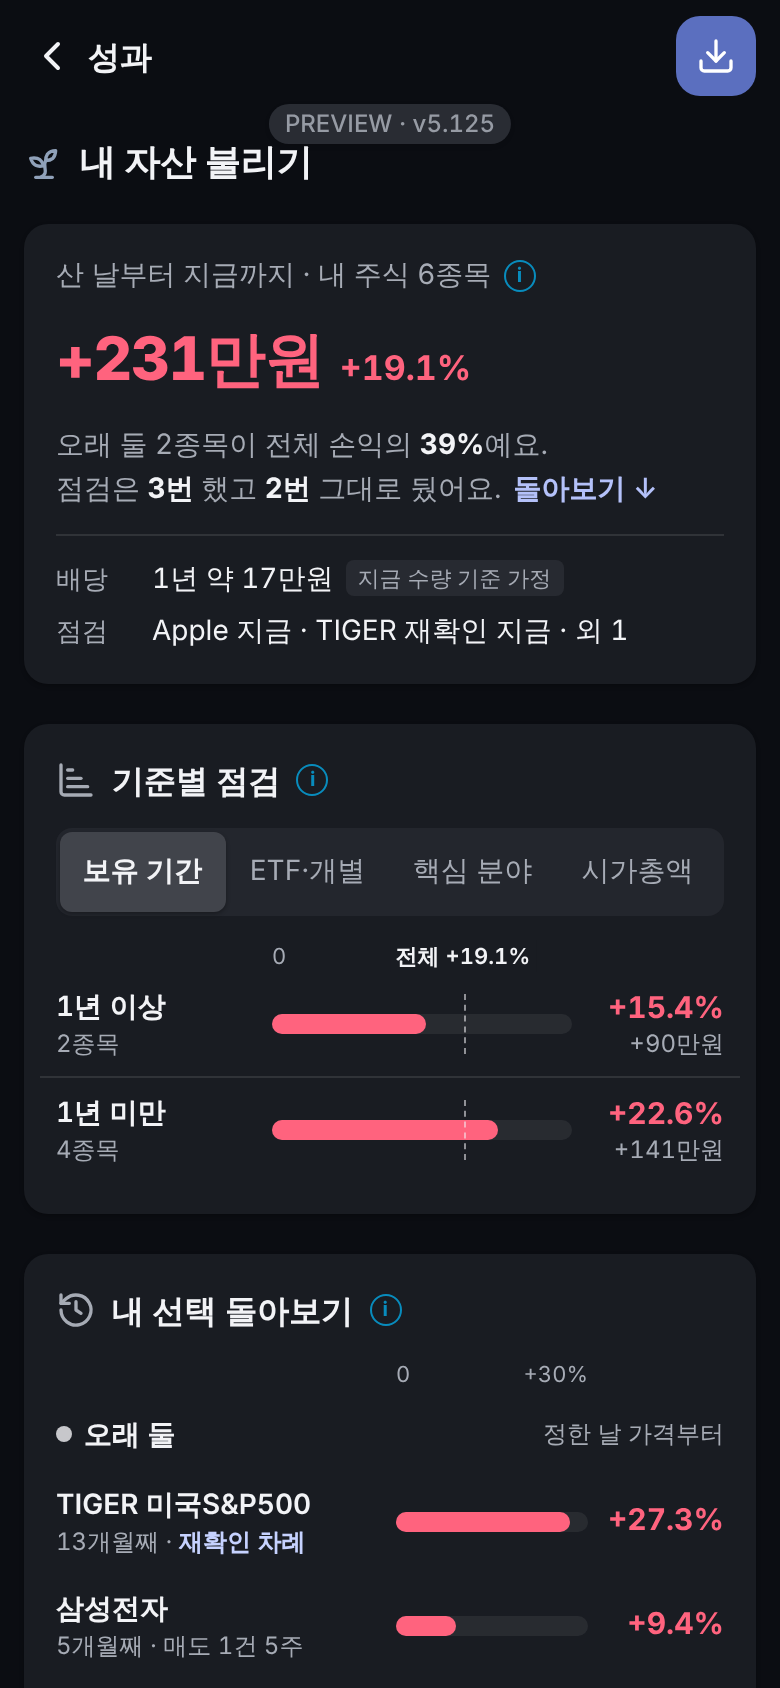 성과
PREVIEW · v5.125
내 자산 불리기
산 날부터 지금까지 · 내 주식 6종목 i
+231만원 +19.1%
오래 둘 2종목이 전체 손익의 39%예요.
점검은 3번 했고 2번 그대로 뒀어요. 돌아보기 ↓
배당 1년 약 17만원 지금 수량 기준 가정
점검 Apple 지금 · TIGER 재확인 지금 · 외 1
기준별 점검 i
보유 기간 ETF·개별 핵심 분야 시가총액
0 전체 +19.1%
1년 이상 +15.4%
2종목 +90만원
1년 미만 +22.6%
4종목 +141만원
내 선택 돌아보기 i
0 +30%
오래 둘 정한 날 가격부터
TIGER 미국S&P500 +27.3%
13개월째 · 재확인 차례
삼성전자 +9.4%
5개월째 · 매도 1건 5주